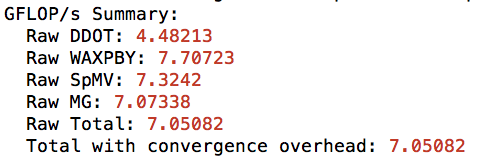 GFLOP/s Summary:
Raw DDOT: 4.48213
Raw WAXPBY: 7.70723
Raw SpMV: 7.3242
Raw MG: 7.07338
Raw Total: 7.05082
Total with convergence overhead: 7.05082